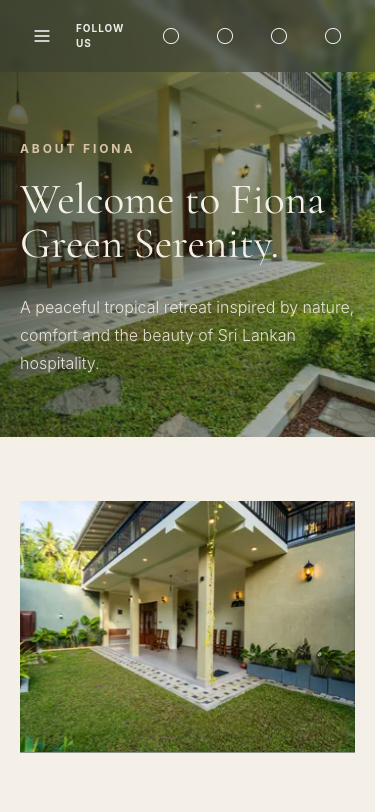 FOLLOW
US
ABOUT FIONA
Welcome to Fiona
Green Serenity.
A peaceful tropical retreat inspired by nature,
comfort and the beauty of Sri Lankan
hospitality.